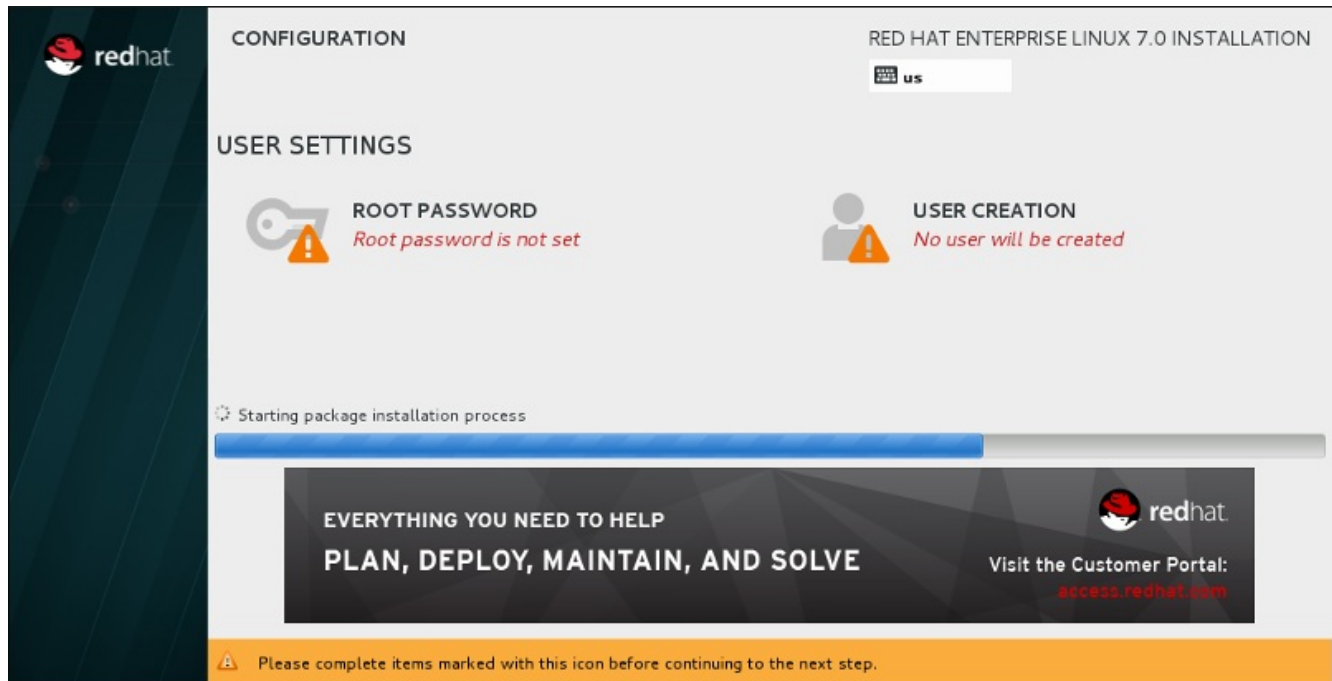 redhat.
CONFIGURATION
RED HAT ENTERPRISE LINUX 7.0 INSTALLATION
us
USER SETTINGS
ROOT PASSWORD
Root password is not set
USER CREATION
No user will be created
Starting package installation process
EVERYTHING YOU NEED TO HELP
PLAN, DEPLOY, MAINTAIN, AND SOLVE
redhat.
Visit the Customer Portal:
access.redhat.com
Please complete items marked with this icon before continuing to the next step.